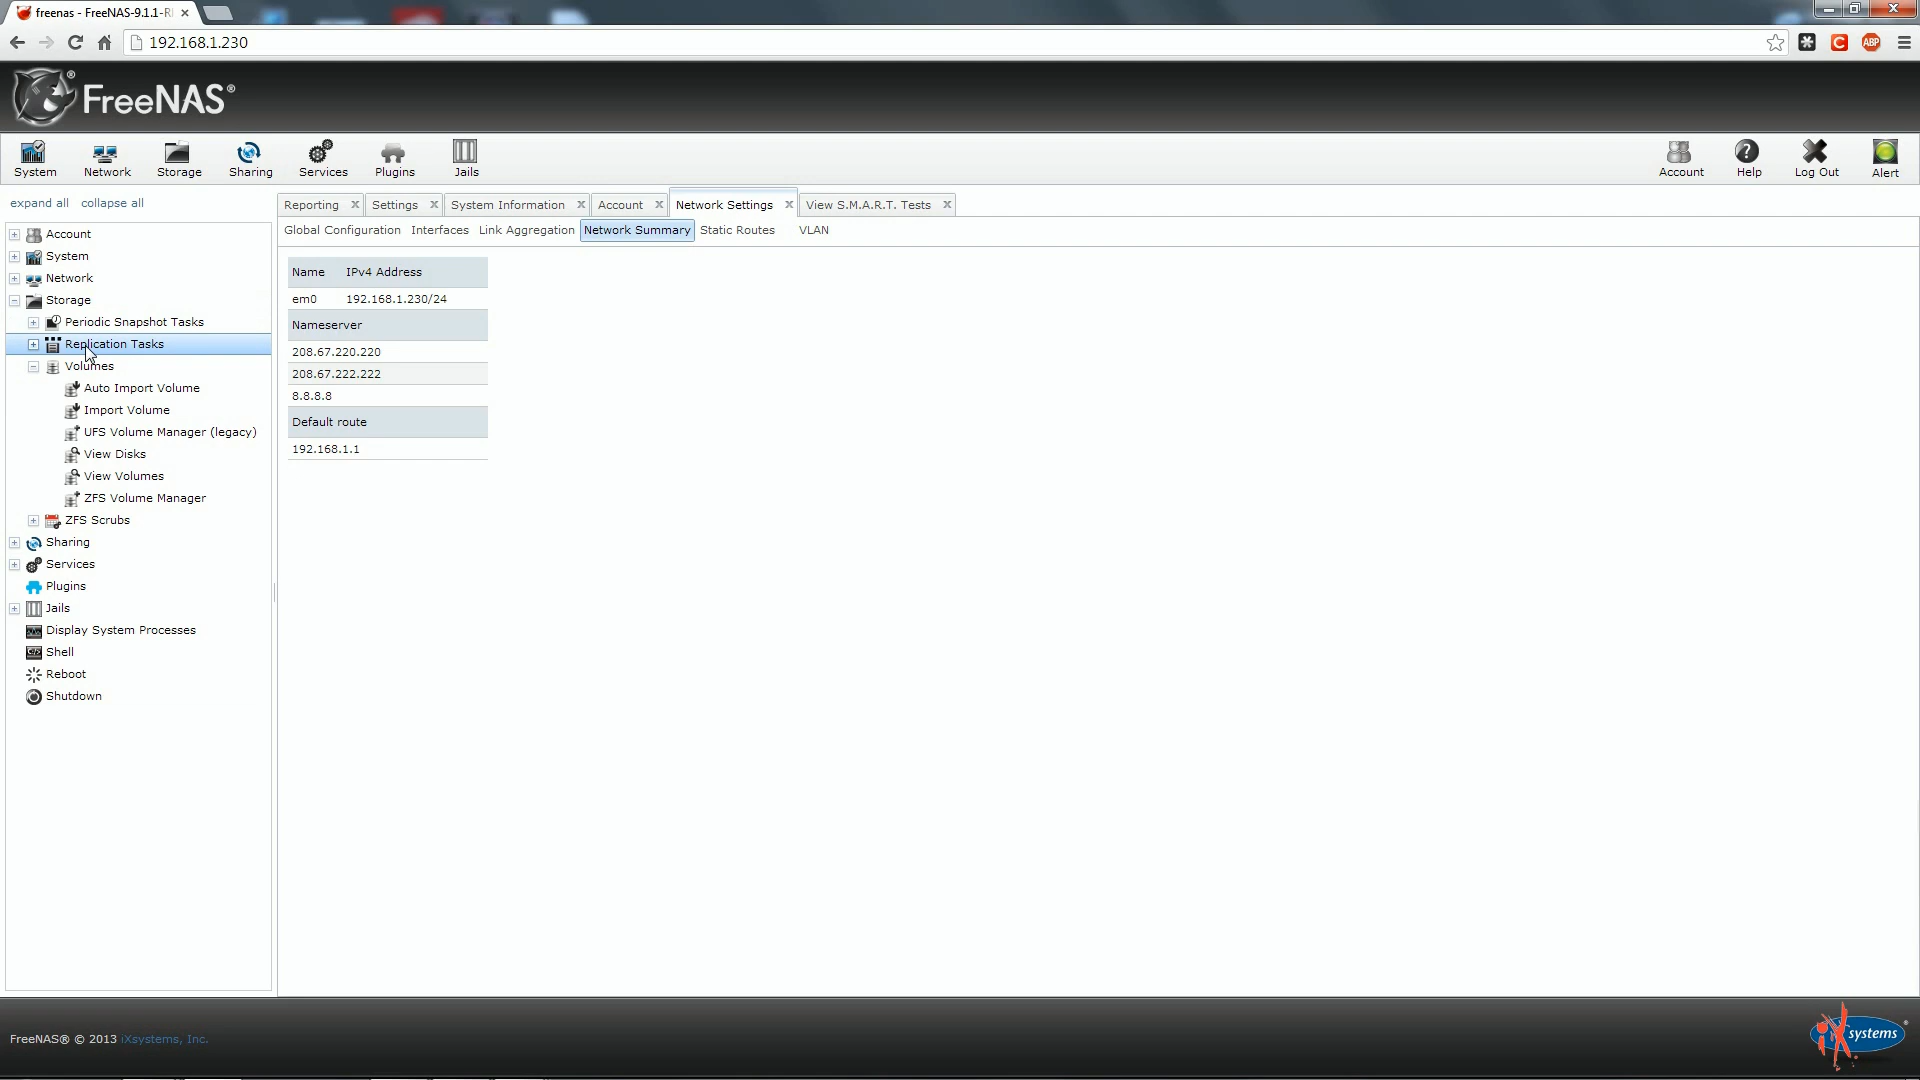 freenas - FreeNAS-9.1.1-R
192.168.1.230
ABP
FreeNAS®
System Network Storage Sharing Services Plugins Jails Account Help Log Out Alert
expand all collapse all
Reporting Settings System Information Account Network Settings View S.M.A.R.T. Tests
Global Configuration Interfaces Link Aggregation Network Summary Static Routes VLAN
Account
System
Network
Storage
Periodic Snapshot Tasks
Replication Tasks
Volumes
Auto Import Volume
Import Volume
UFS Volume Manager (legacy)
View Disks
View Volumes
ZFS Volume Manager
ZFS Scrubs
Sharing
Services
Plugins
Jails
Display System Processes
Shell
Reboot
Shutdown
Name IPv4 Address
em0 192.168.1.230/24
Nameserver
208.67.220.220
208.67.222.222
8.8.8.8
Default route
192.168.1.1
FreeNAS® © 2013 iXsystems, Inc.
iXsystems®